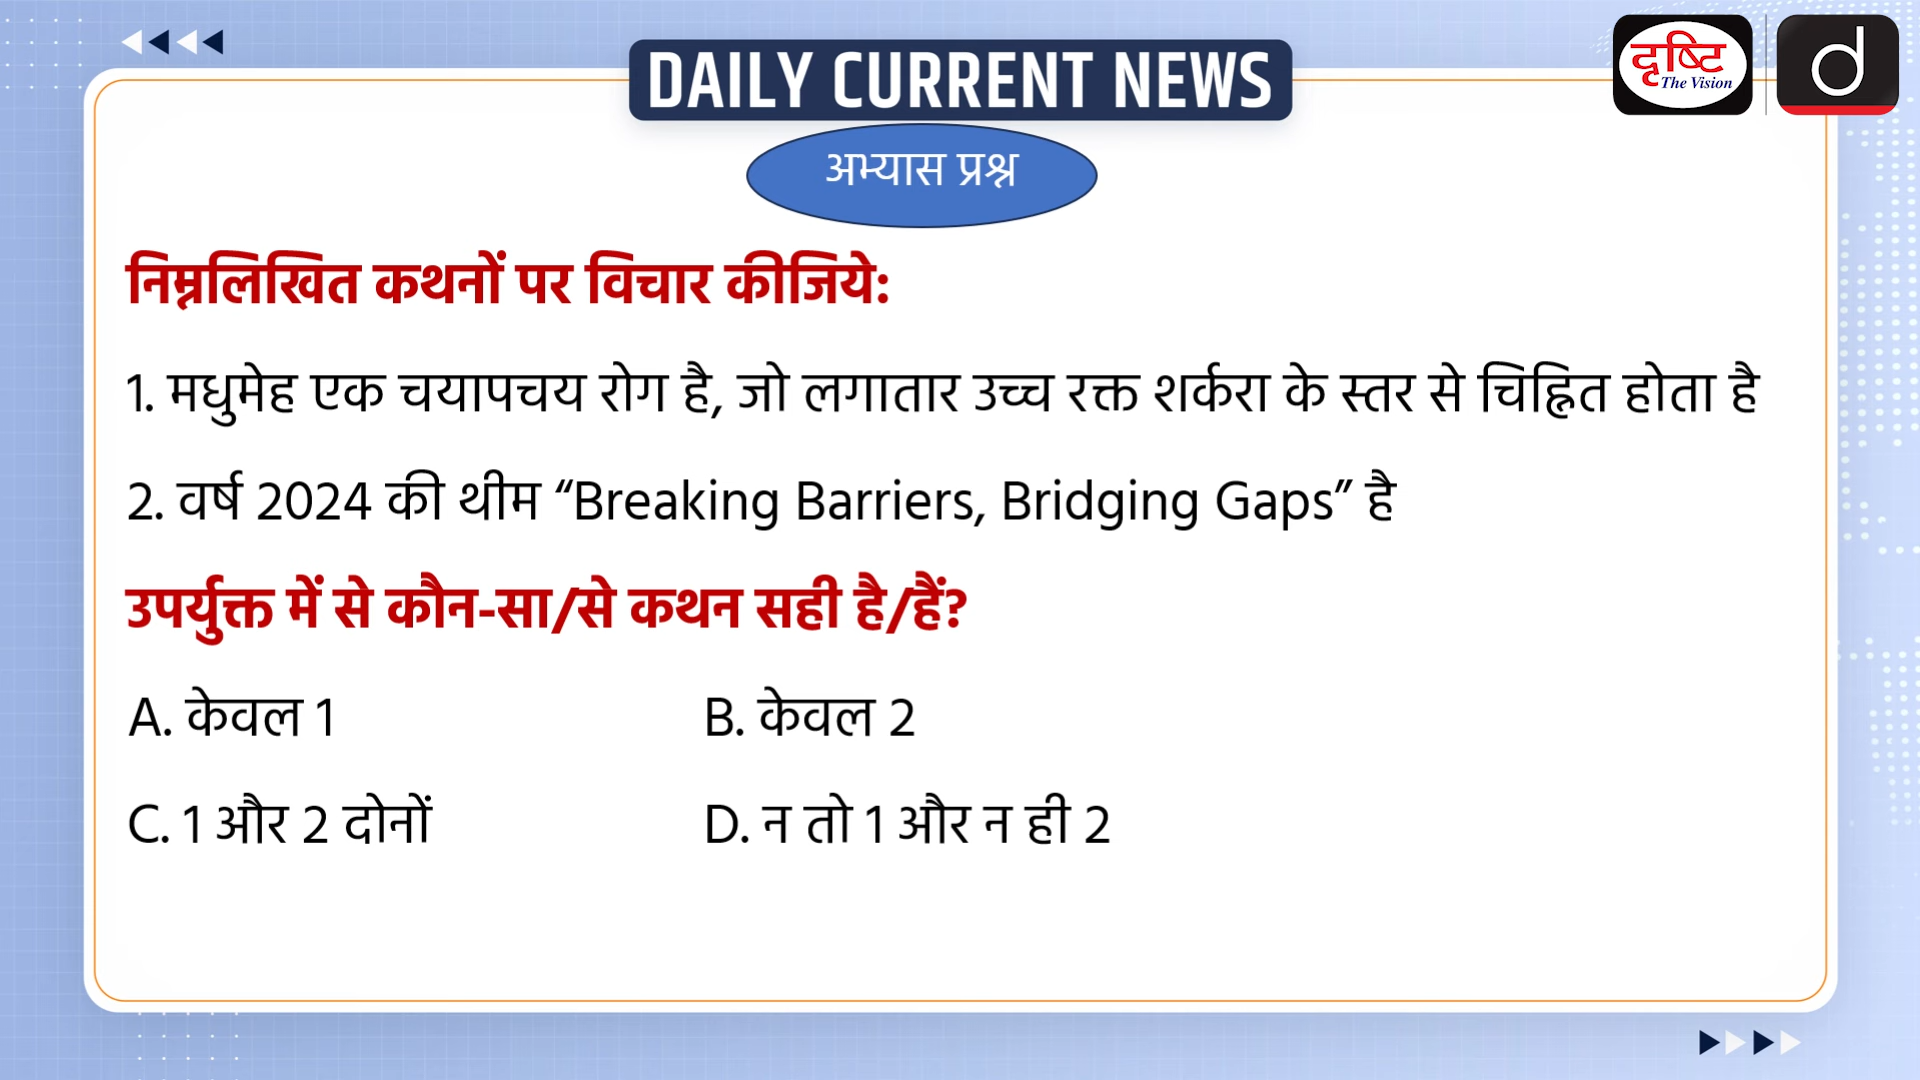 DAILY CURRENT NEWS
दृष्टि
The Vision
d
अभ्यास प्रश्न
निम्नलिखित कथनों पर विचार कीजिये:
1. मधुमेह एक चयापचय रोग है, जो लगातार उच्च रक्त शर्करा के स्तर से चिह्नित होता है
2. वर्ष 2024 की थीम “Breaking Barriers, Bridging Gaps” है
उपर्युक्त में से कौन-सा/से कथन सही है/हैं?
A. केवल 1 B. केवल 2
C. 1 और 2 दोनों D. न तो 1 और न ही 2